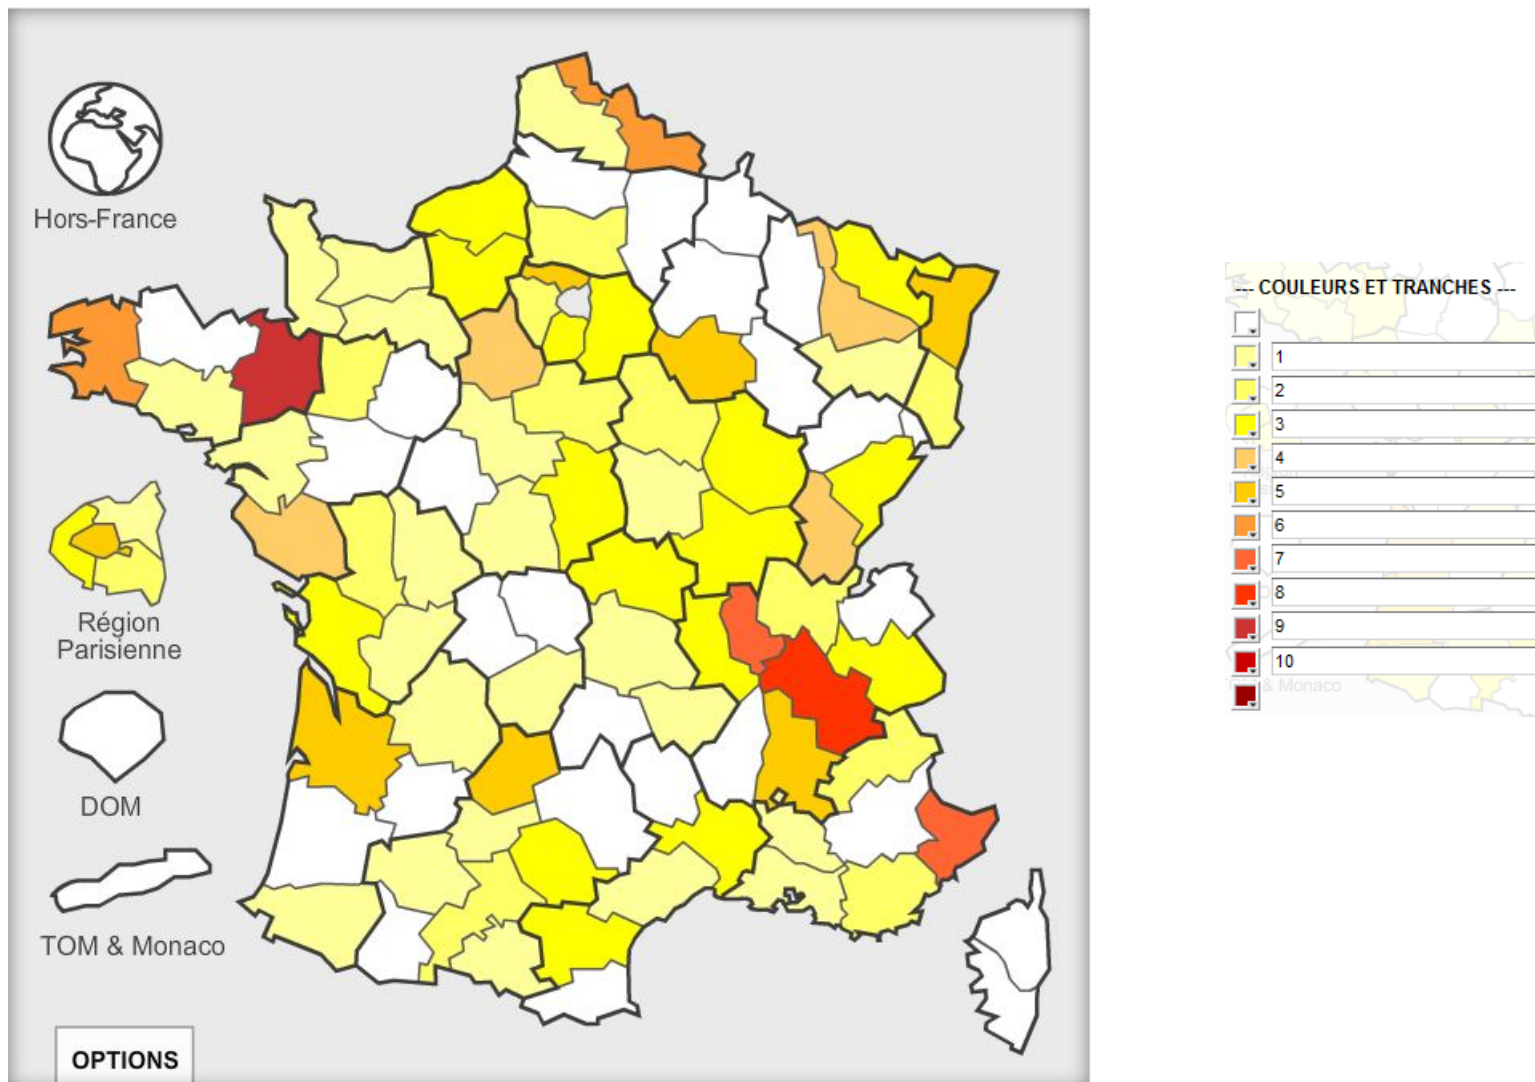 Hors-France
Région
Parisienne
DOM
TOM & Monaco
OPTIONS
--- COULEURS ET TRANCHES ---
1
2
3
4
5
6
7
8
9
10
& Monaco